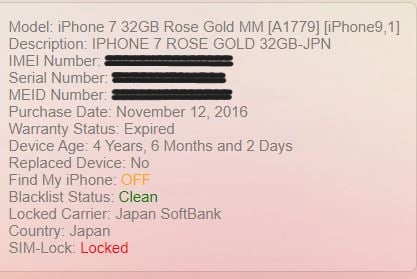 Model: iPhone 7 32GB Rose Gold MM [A1779] [iPhone9,1]
Description: IPHONE 7 ROSE GOLD 32GB-JPN
IMEI Number:
Serial Number:
MEID Number:
Purchase Date: November 12, 2016
Warranty Status: Expired
Device Age: 4 Years, 6 Months and 2 Days
Replaced Device: No
Find My iPhone: OFF
Blacklist Status: Clean
Locked Carrier: Japan SoftBank
Country: Japan
SIM-Lock: Locked